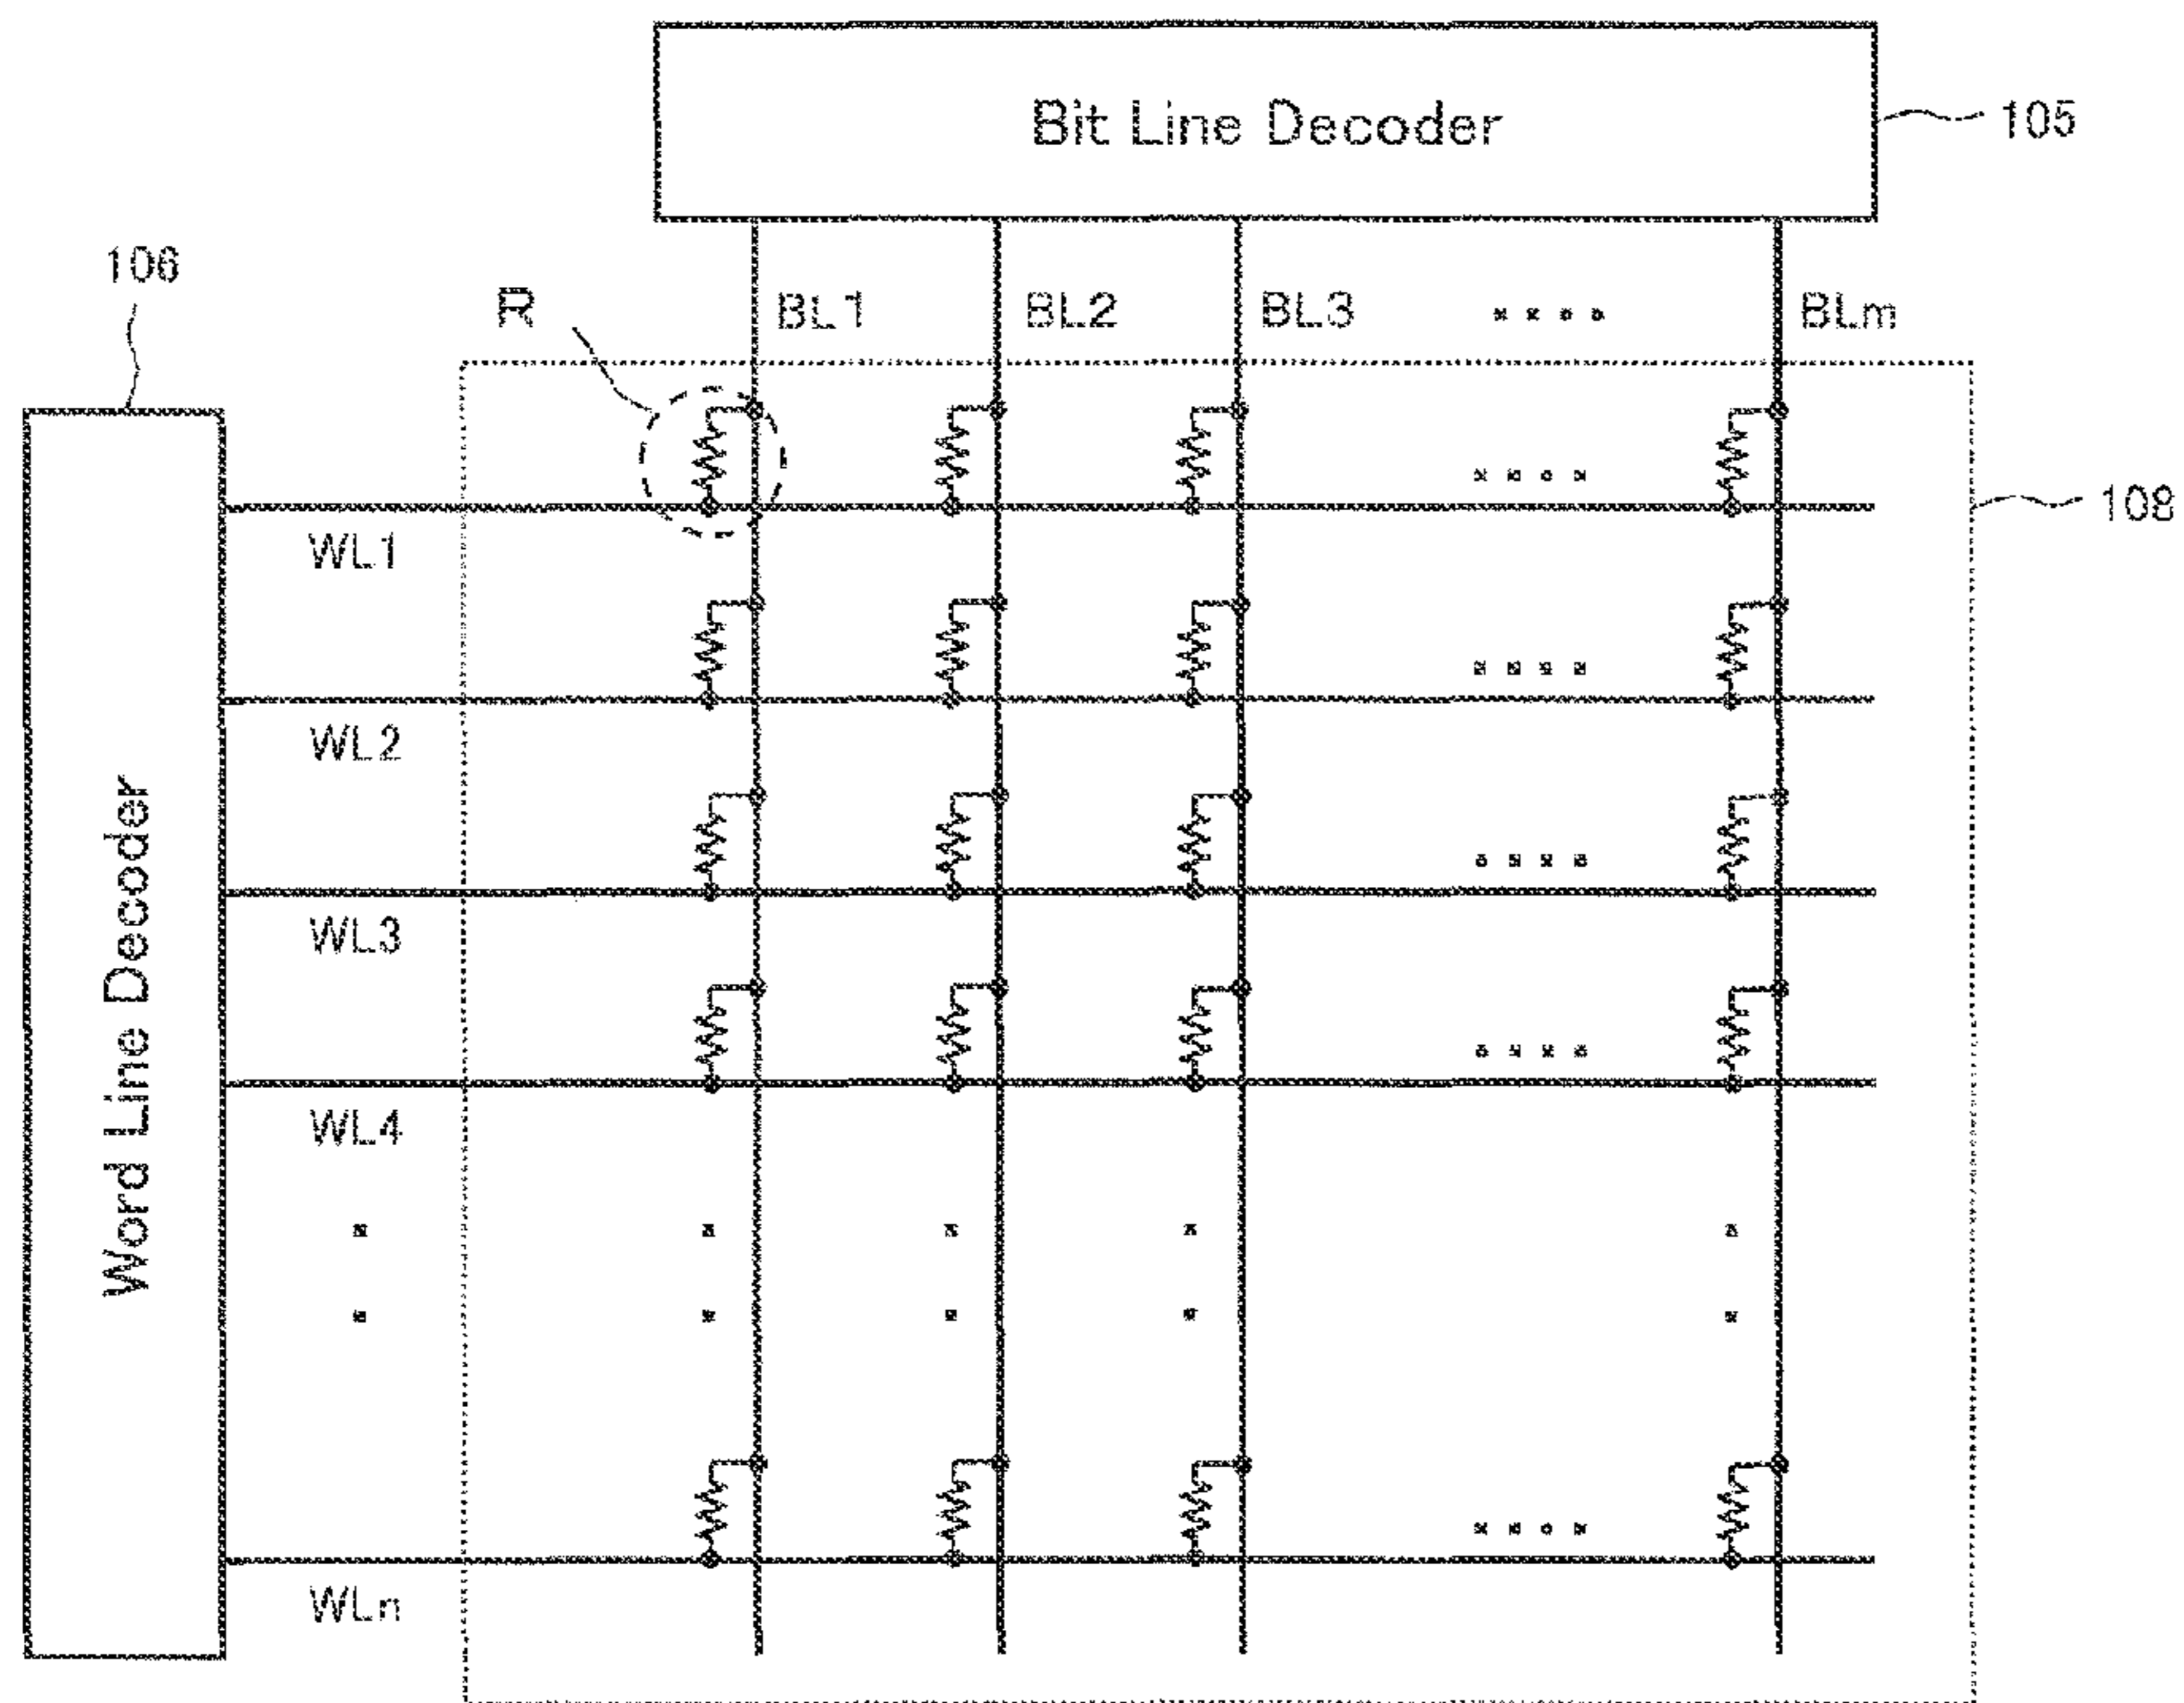 Bit Line Decoder
105
106
R
BL1 BL2 BL3 .... BLm
108
WL1
WL2
WL3
WL4
WLn
Word Line Decoder